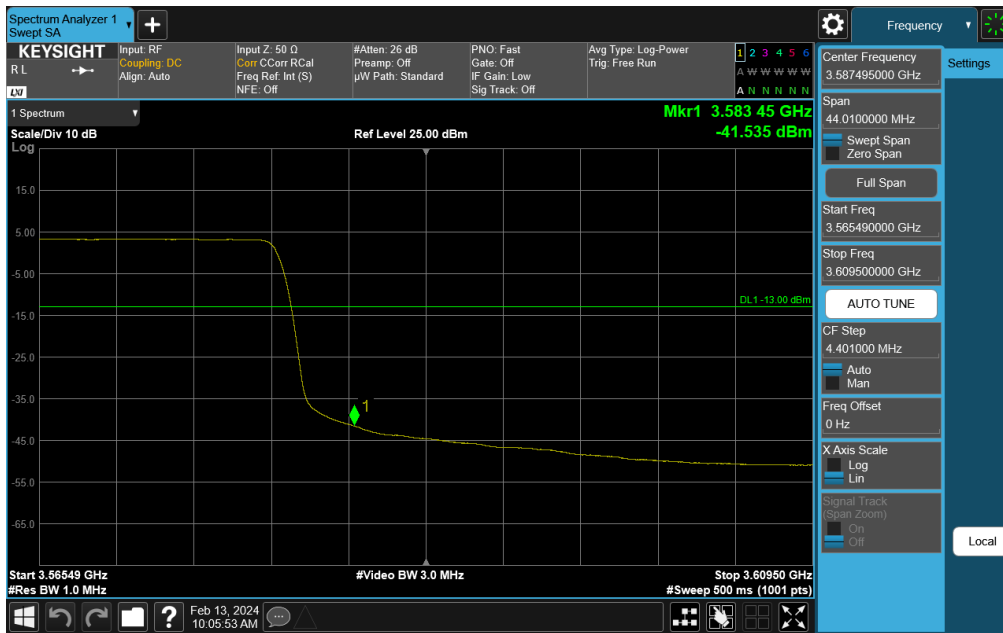 Spectrum Analyzer 1
Swept SA
+
Frequency
KEYSIGHT
R L
LXI
Input: RF
Coupling: DC
Align: Auto
Input Z: 50 Ω
Corr CCorr RCal
Freq Ref: Int (S)
NFE: Off
#Atten: 26 dB
Preamp: Off
µW Path: Standard
PNO: Fast
Gate: Off
IF Gain: Low
Sig Track: Off
Avg Type: Log-Power
Trig: Free Run
1 2 3 4 5 6
A W W W W W
A N N N N N
1 Spectrum
Mkr1 3.583 45 GHz
-41.535 dBm
Scale/Div 10 dB
Ref Level 25.00 dBm
Log
15.0
5.00
-5.00
-15.0
-25.0
-35.0
-45.0
-55.0
-65.0
DL1 -13.00 dBm
1
Start 3.56549 GHz
#Video BW 3.0 MHz
Stop 3.60950 GHz
#Res BW 1.0 MHz
#Sweep 500 ms (1001 pts)
Center Frequency
3.587495000 GHz
Span
44.0100000 MHz
Swept Span
Zero Span
Full Span
Start Freq
3.565490000 GHz
Stop Freq
3.609500000 GHz
AUTO TUNE
CF Step
4.401000 MHz
Auto
Man
Freq Offset
0 Hz
X Axis Scale
Log
Lin
Signal Track
(Span Zoom)
On
Off
Settings
Local
?
Feb 13, 2024
10:05:53 AM